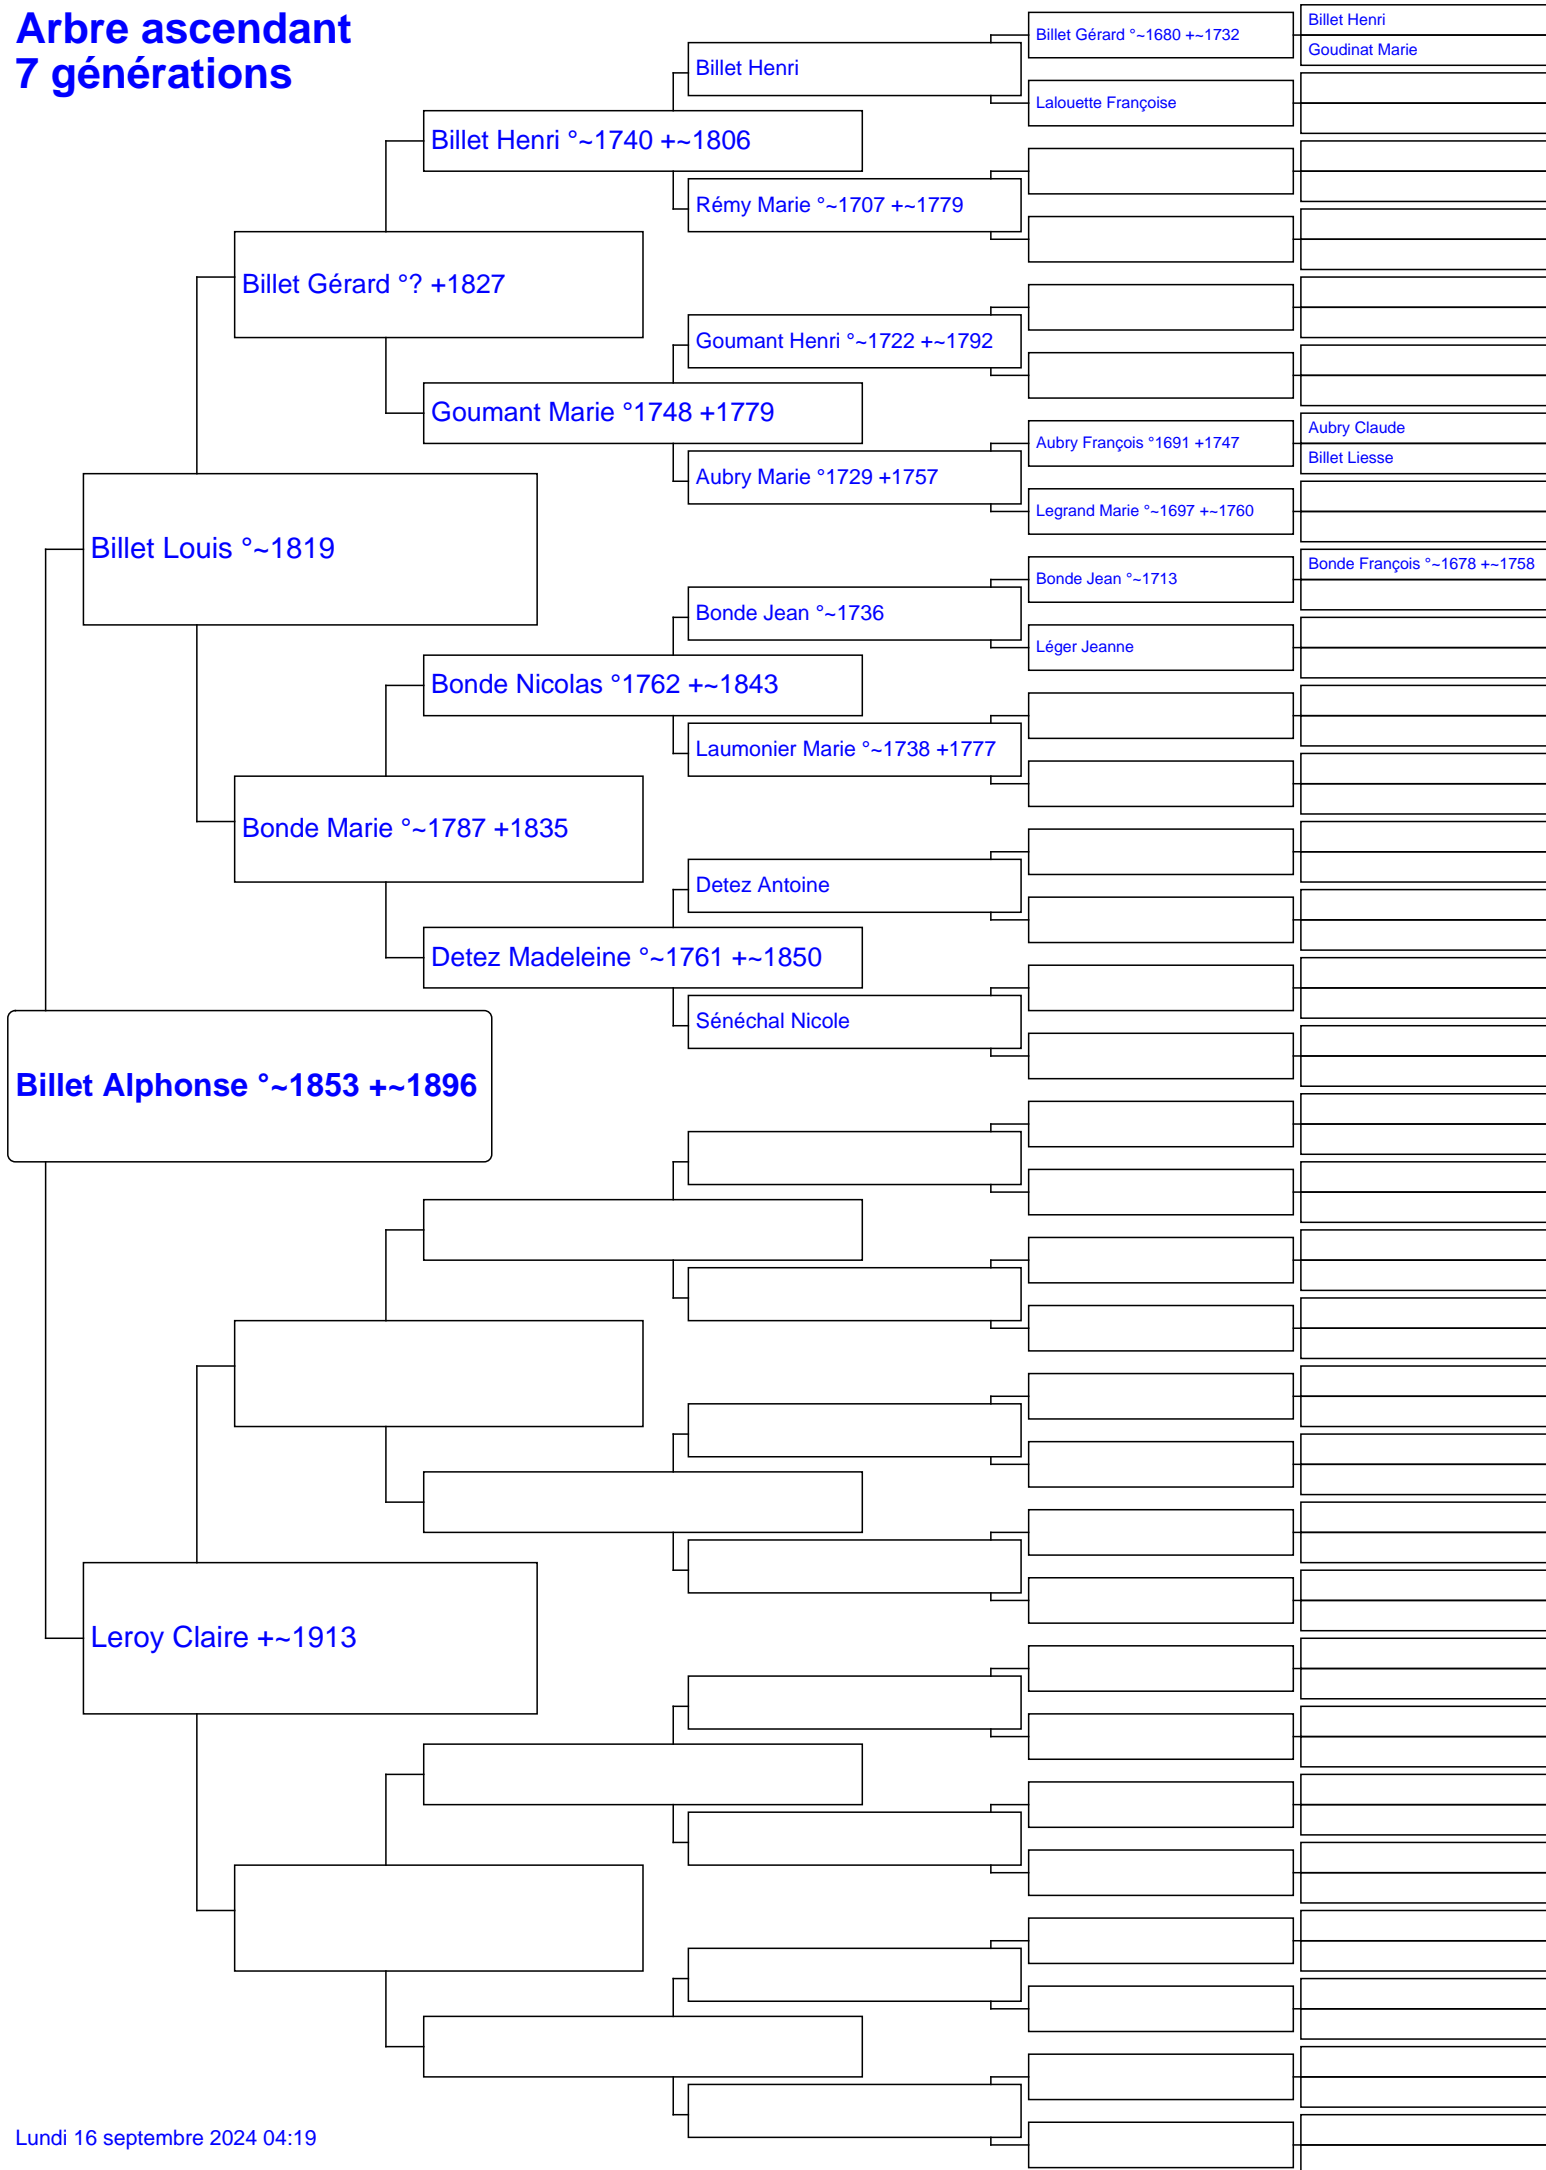 Arbre ascendant
7 générations
Billet Gérard °~1680 +~1732
Billet Henri
Goudinat Marie
Billet Henri
Lalouette Françoise
Billet Henri °~1740 +~1806
Rémy Marie °~1707 +~1779
Billet Gérard °? +1827
Goumant Henri °~1722 +~1792
Goumant Marie °1748 +1779
Aubry François °1691 +1747
Aubry Claude
Billet Liesse
Aubry Marie °1729 +1757
Legrand Marie °~1697 +~1760
Billet Louis °~1819
Bonde Jean °~1713
Bonde François °~1678 +~1758
Bonde Jean °~1736
Léger Jeanne
Bonde Nicolas °1762 +~1843
Laumonier Marie °~1738 +1777
Bonde Marie °~1787 +1835
Detez Antoine
Detez Madeleine °~1761 +~1850
Sénéchal Nicole
Billet Alphonse °~1853 +~1896
Leroy Claire +~1913
Lundi 16 septembre 2024 04:19